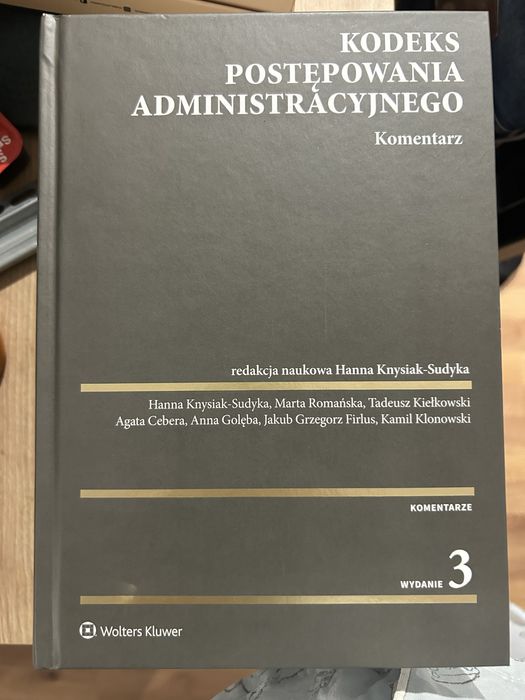 KODEKS
POSTĘPOWANIA
ADMINISTRACYJNEGO
Komentarz
redakcja naukowa Hanna Knysiak-Sudyka
Hanna Knysiak-Sudyka, Marta Romańska, Tadeusz Kiełkowski
Agata Cebera, Anna Golęba, Jakub Grzegorz Firlus, Kamil Klonowski
KOMENTARZE
WYDANIE 3
Wolters Kluwer